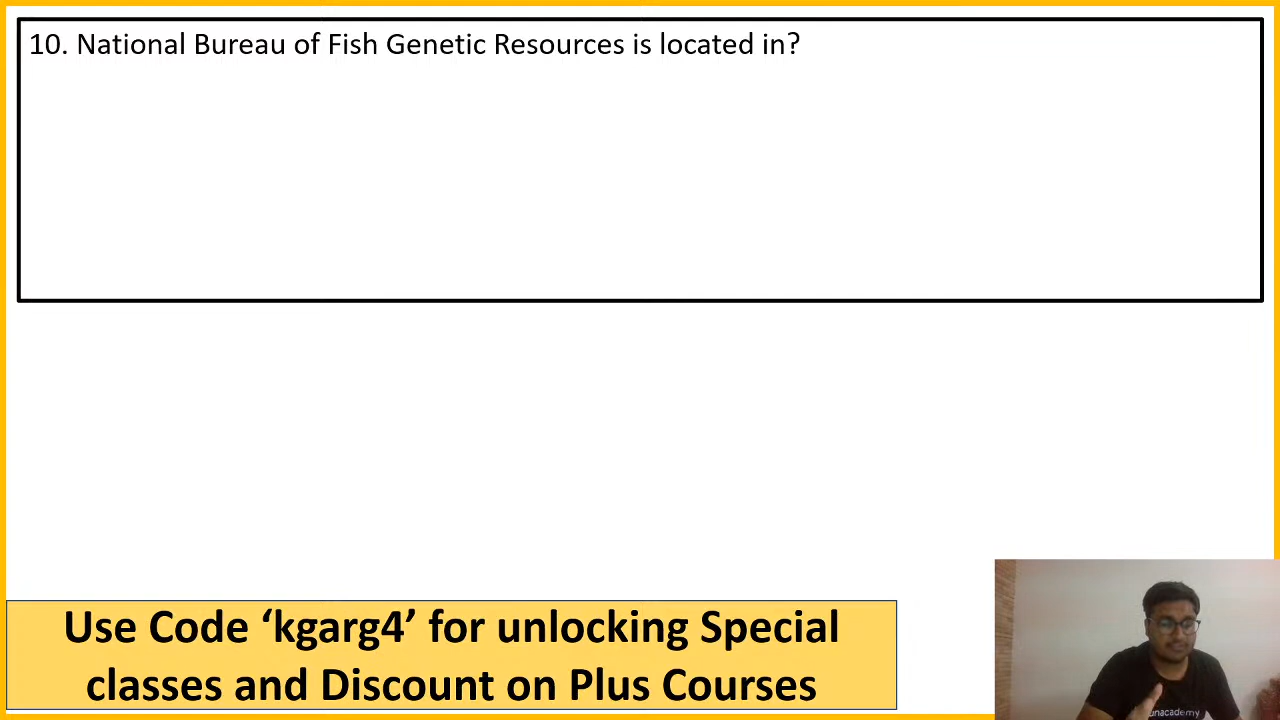 10. National Bureau of Fish Genetic Resources is located in?
Use Code ‘kgarg4’ for unlocking Special
classes and Discount on Plus Courses
unacademy